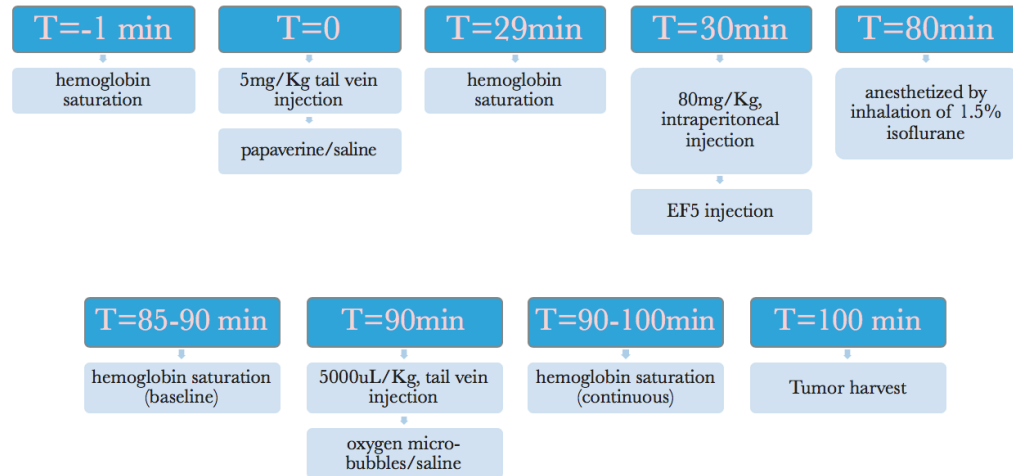 T=-1 min
hemoglobin
saturation
T=0
5mg/Kg tail vein
injection
papaverine/saline
T=29min
hemoglobin
saturation
T=30min
80mg/Kg,
intraperitoneal
injection
EF5 injection
T=80min
anesthetized by
inhalation of 1.5%
isoflurane
T=85-90 min
hemoglobin saturation
(baseline)
T=90min
5000uL/Kg, tail vein
injection
oxygen micro-
bubbles/saline
T=90-100min
hemoglobin saturation
(continuous)
T=100 min
Tumor harvest